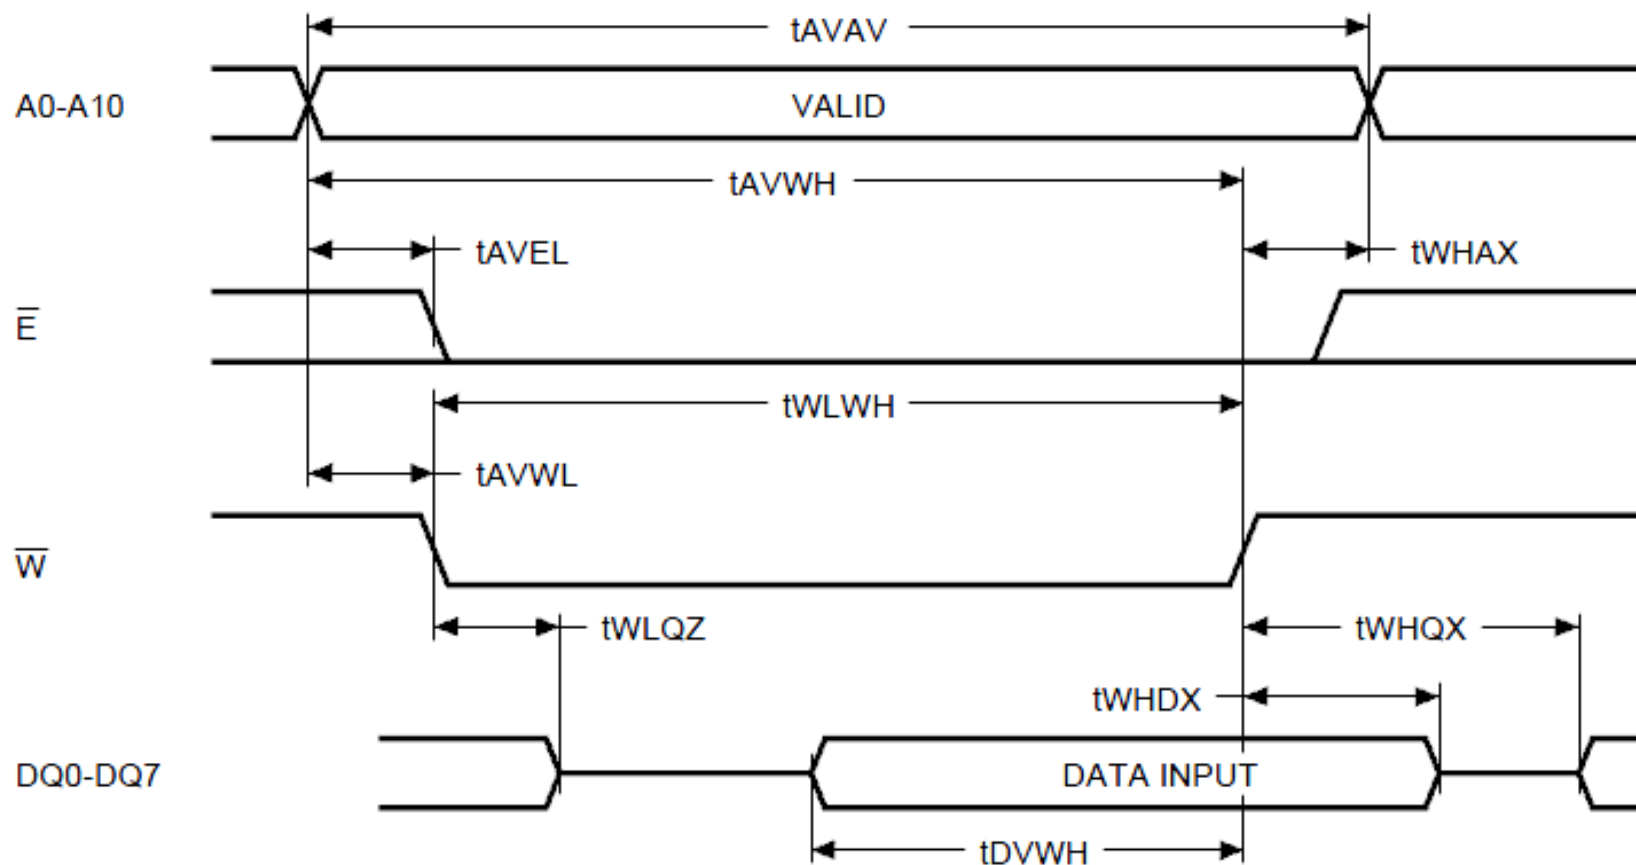 tAVAV
A0-A10
VALID
tAVWH
tAVEL
tWHAX
E̅
tWLWH
tAVWL
W̅
tWLQZ
tWHQX
tWHDX
DQ0-DQ7
DATA INPUT
tDVWH